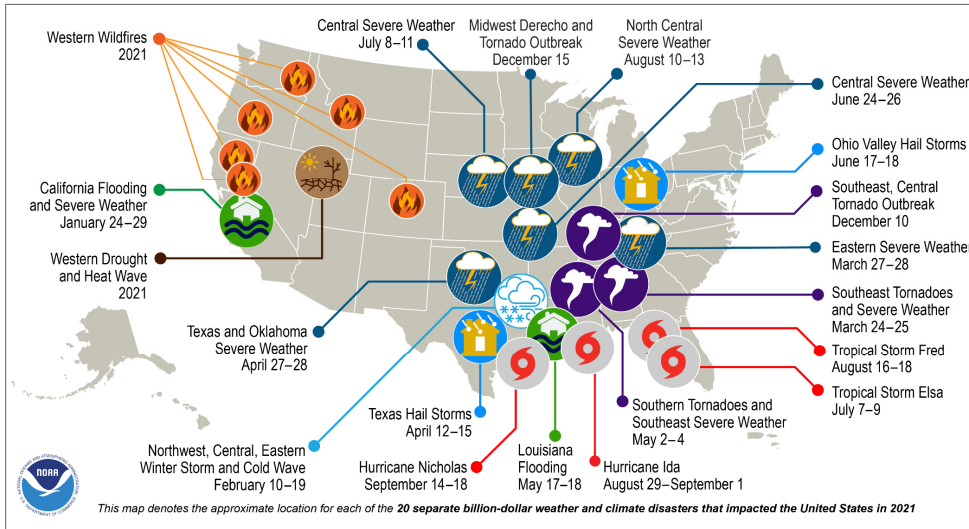 Western Wildfires
2021
Central Severe Weather
July 8–11
Midwest Derecho and
Tornado Outbreak
December 15
North Central
Severe Weather
August 10–13
Central Severe Weather
June 24–26
Ohio Valley Hail Storms
June 17–18
California Flooding
and Severe Weather
January 24–29
Southeast, Central
Tornado Outbreak
December 10
Western Drought
and Heat Wave
2021
Eastern Severe Weather
March 27–28
Southeast Tornadoes
and Severe Weather
March 24–25
Texas and Oklahoma
Severe Weather
April 27–28
Tropical Storm Fred
August 16–18
Tropical Storm Elsa
July 7–9
Texas Hail Storms
April 12–15
Southern Tornadoes and
Southeast Severe Weather
May 2–4
Northwest, Central, Eastern
Winter Storm and Cold Wave
February 10–19
Hurricane Nicholas
September 14–18
Louisiana
Flooding
May 17–18
Hurricane Ida
August 29–September 1
NATIONAL OCEANIC AND ATMOSPHERIC ADMINISTRATION
NOAA
U.S. DEPARTMENT OF COMMERCE
This map denotes the approximate location for each of the 20 separate billion-dollar weather and climate disasters that impacted the United States in 2021